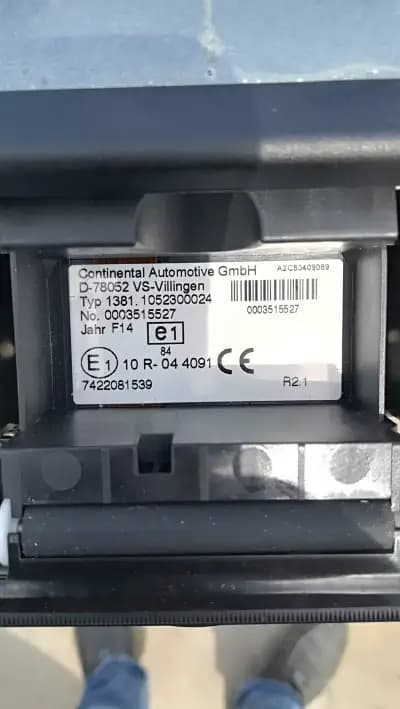 Continental Automotive GmbH A2C53409089
D-78052 VS-Villingen
Typ 1381.1052300024
No. 0003515527 0003515527
Jahr F14 e1
84
E1 10 R- 04 4091 CE
7422081539 R2.1